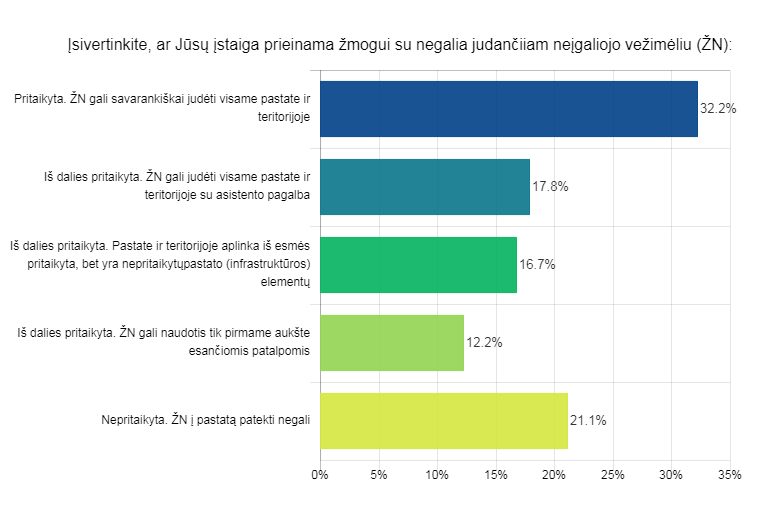 Įsivertinkite, ar Jūsų įstaiga prieinama žmogui su negalia judančiiam neįgaliojo vežimėliu (ŽN):
Pritaikyta. ŽN gali savarankiškai judėti visame pastate ir
teritorijoje
32.2%
Iš dalies pritaikyta. ŽN gali judėti visame pastate ir
teritorijoje su asistento pagalba
17.8%
Iš dalies pritaikyta. Pastate ir teritorijoje aplinka iš esmės
pritaikyta, bet yra nepritaikytųpastato (infrastruktūros)
elementų
16.7%
Iš dalies pritaikyta. ŽN gali naudotis tik pirmame aukšte
esančiomis patalpomis
12.2%
Nepritaikyta. ŽN į pastatą patekti negali
21.1%
0% 5% 10% 15% 20% 25% 30% 35%